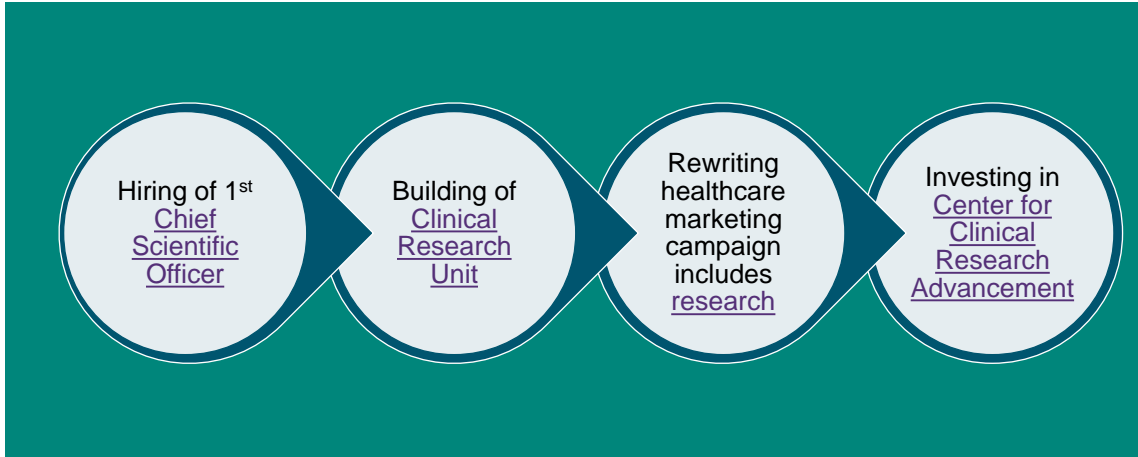 Hiring of 1st
Chief
Scientific
Officer
Building of
Clinical
Research
Unit
Rewriting
healthcare
marketing
campaign
includes
research
Investing in
Center for
Clinical
Research
Advancement